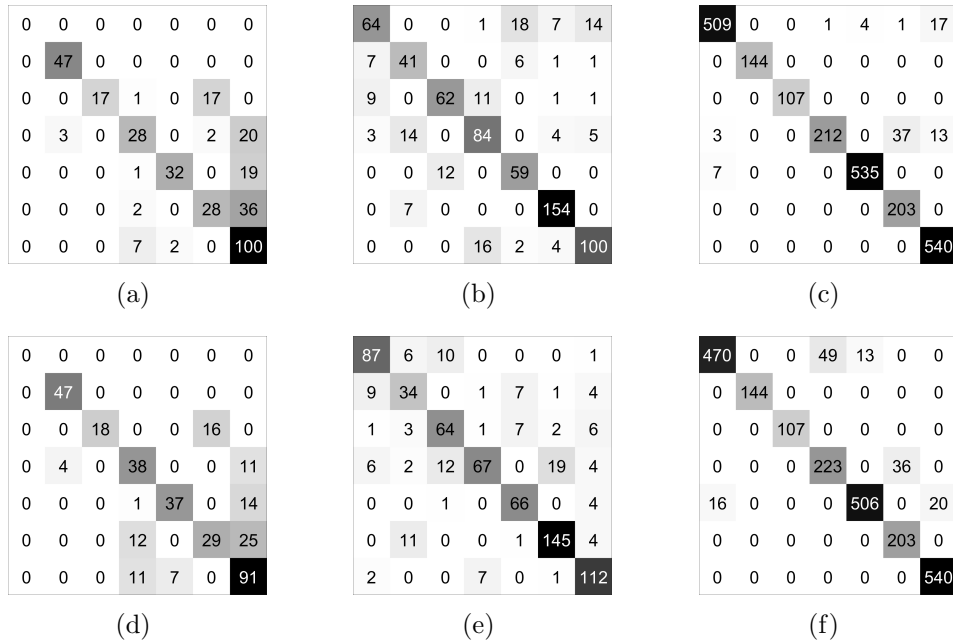 0 0 0 0 0 0 0
0 47 0 0 0 0 0
0 0 17 1 0 17 0
0 3 0 28 0 2 20
0 0 0 1 32 0 19
0 0 0 2 0 28 36
0 0 0 7 2 0 100
(a)
64 0 0 1 18 7 14
7 41 0 0 6 1 1
9 0 62 11 0 1 1
3 14 0 84 0 4 5
0 0 12 0 59 0 0
0 7 0 0 0 154 0
0 0 0 16 2 4 100
(b)
509 0 0 1 4 1 17
0 144 0 0 0 0 0
0 0 107 0 0 0 0
3 0 0 212 0 37 13
7 0 0 0 535 0 0
0 0 0 0 0 203 0
0 0 0 0 0 0 540
(c)
0 0 0 0 0 0 0
0 47 0 0 0 0 0
0 0 18 0 0 16 0
0 4 0 38 0 0 11
0 0 0 1 37 0 14
0 0 0 12 0 29 25
0 0 0 11 7 0 91
(d)
87 6 10 0 0 0 1
9 34 0 1 7 1 4
1 3 64 1 7 2 6
6 2 12 67 0 19 4
0 0 1 0 66 0 4
0 11 0 0 1 145 4
2 0 0 7 0 1 112
(e)
470 0 0 49 13 0 0
0 144 0 0 0 0 0
0 0 107 0 0 0 0
0 0 0 223 0 36 0
16 0 0 0 506 0 20
0 0 0 0 0 203 0
0 0 0 0 0 0 540
(f)